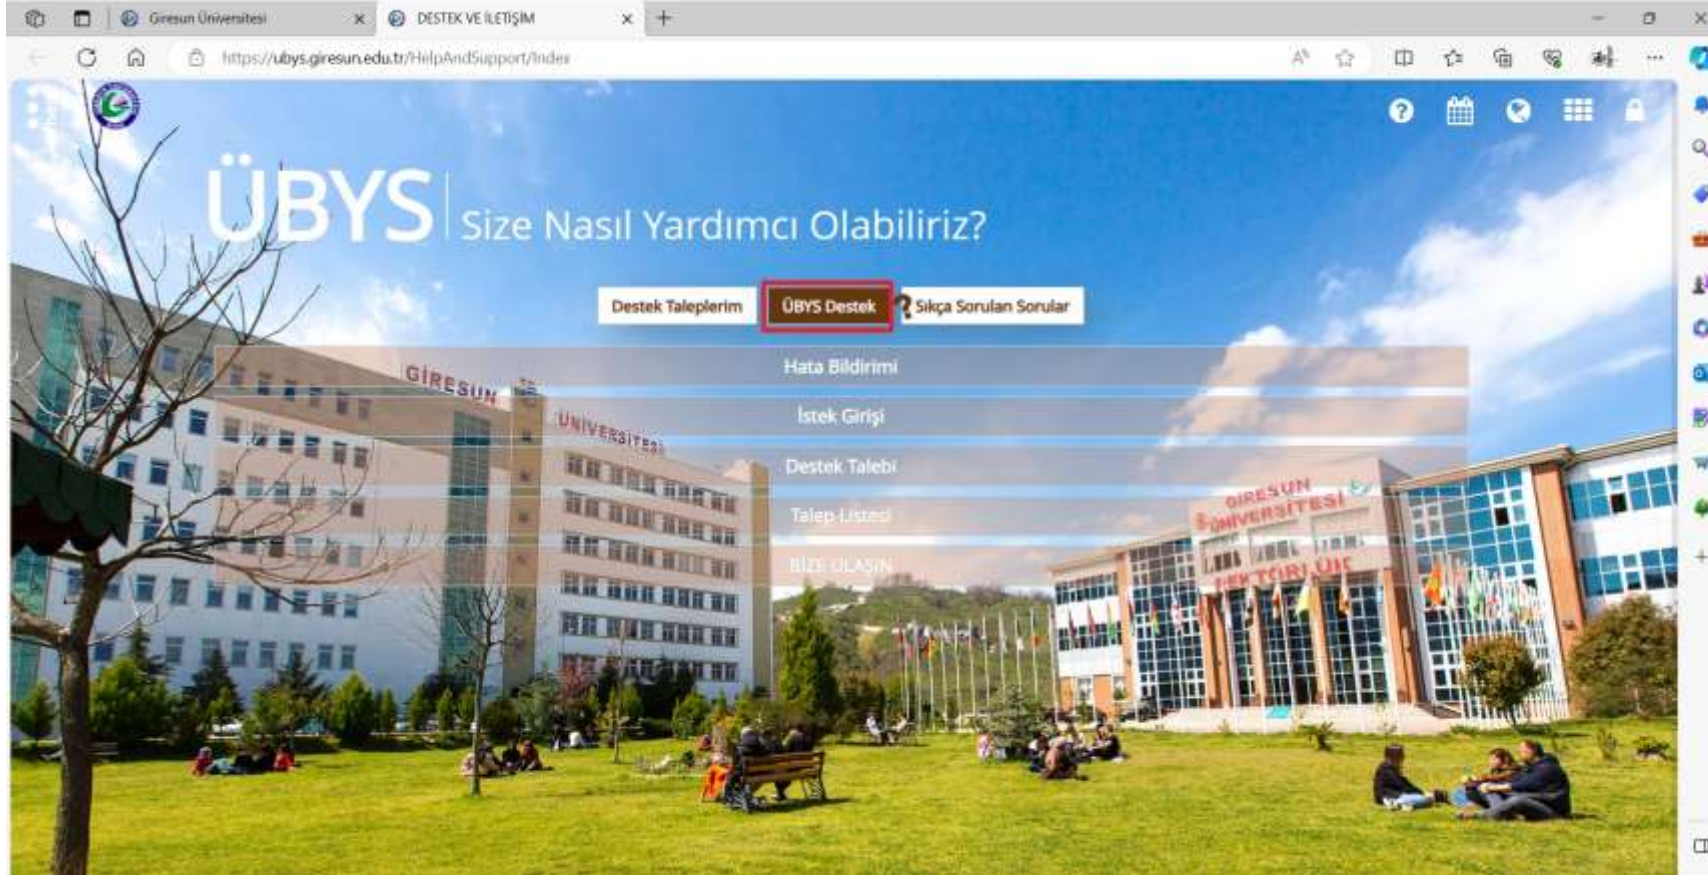 Giresun Üniversitesi
DESTEK VE İLETİŞİM
https://ubys.giresun.edu.tr/HelpAndSupport/Index
ÜBYS
Size Nasıl Yardımcı Olabiliriz?
Destek Taleplerim
ÜBYS Destek
? Sıkça Sorulan Sorular
Hata Bildirimi
İstek Girişi
Destek Talebi
Talep Listesi
BİZE ULAŞIN
GİRESUN
ÜNİVERSİTESİ
GİRESUN
ÜNİVERSİTESİ
REKTÖRLÜK